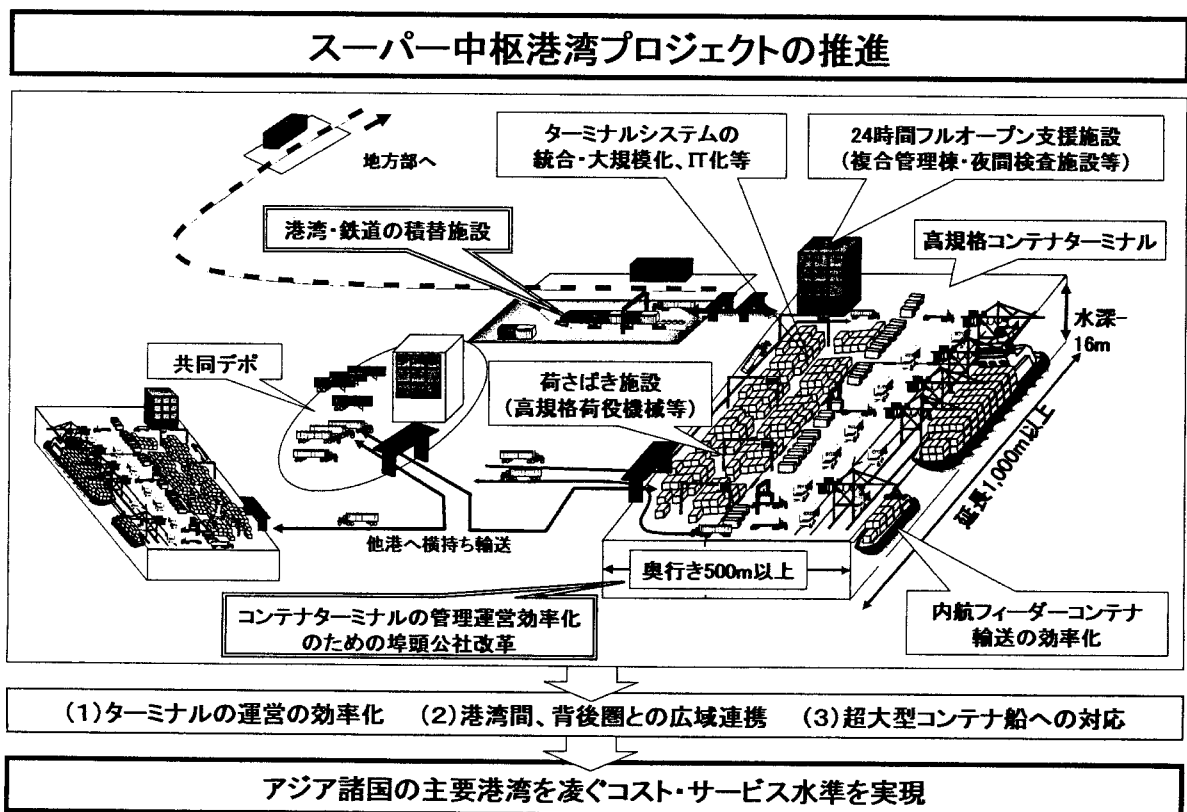 スーパー中枢港湾プロジェクトの推進
地方部へ
ターミナルシステムの
統合・大規模化、IT化等
24時間フルオープン支援施設
(複合管理棟・夜間検査施設等)
港湾・鉄道の積替施設
高規格コンテナターミナル
水深-
16m
共同デポ
荷さばき施設
(高規格荷役機械等)
延長1,000m以上
他港へ横持ち輸送
奥行き500m以上
コンテナターミナルの管理運営効率化
のための埠頭公社改革
内航フィーダーコンテナ
輸送の効率化
(1)ターミナルの運営の効率化 (2)港湾間、背後圏との広域連携 (3)超大型コンテナ船への対応
アジア諸国の主要港湾を凌ぐコスト・サービス水準を実現